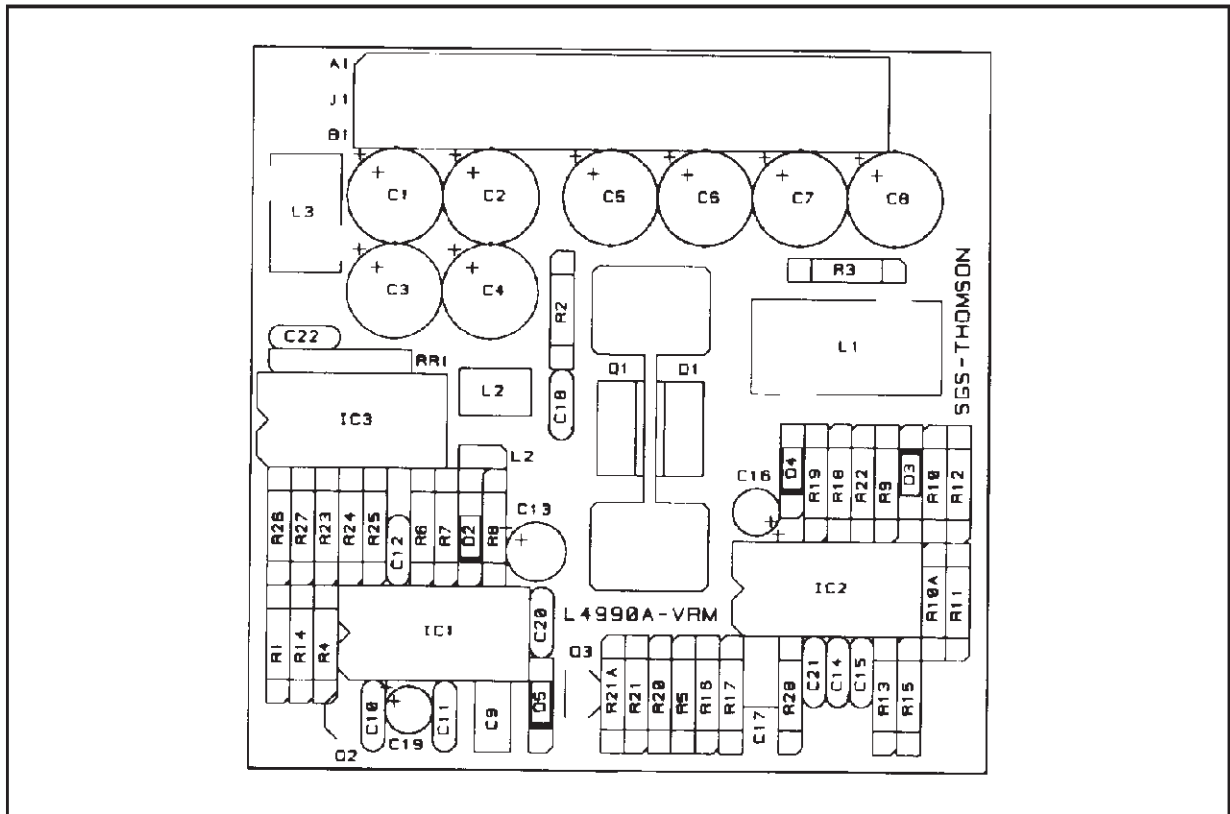 A1
J1
B1
C1
C2
C5
C6
C7
C8
L3
C3
C4
R2
R3
L1
SGS-THOMSON
C22
RR1
L2
Q1
D1
C18
IC3
L2
C16
D4
R19
R18
R22
R9
D3
R10
R12
R26
R27
R23
R24
R25
C12
R6
R7
D2
R8
C13
IC2
R10A
R11
L4990A-VRM
R1
R14
R4
IC1
C20
Q3
R21A
R21
R20
R5
R16
R17
C17
R28
C21
C14
C15
R13
R15
Q2
C10
C19
C11
C9
D5